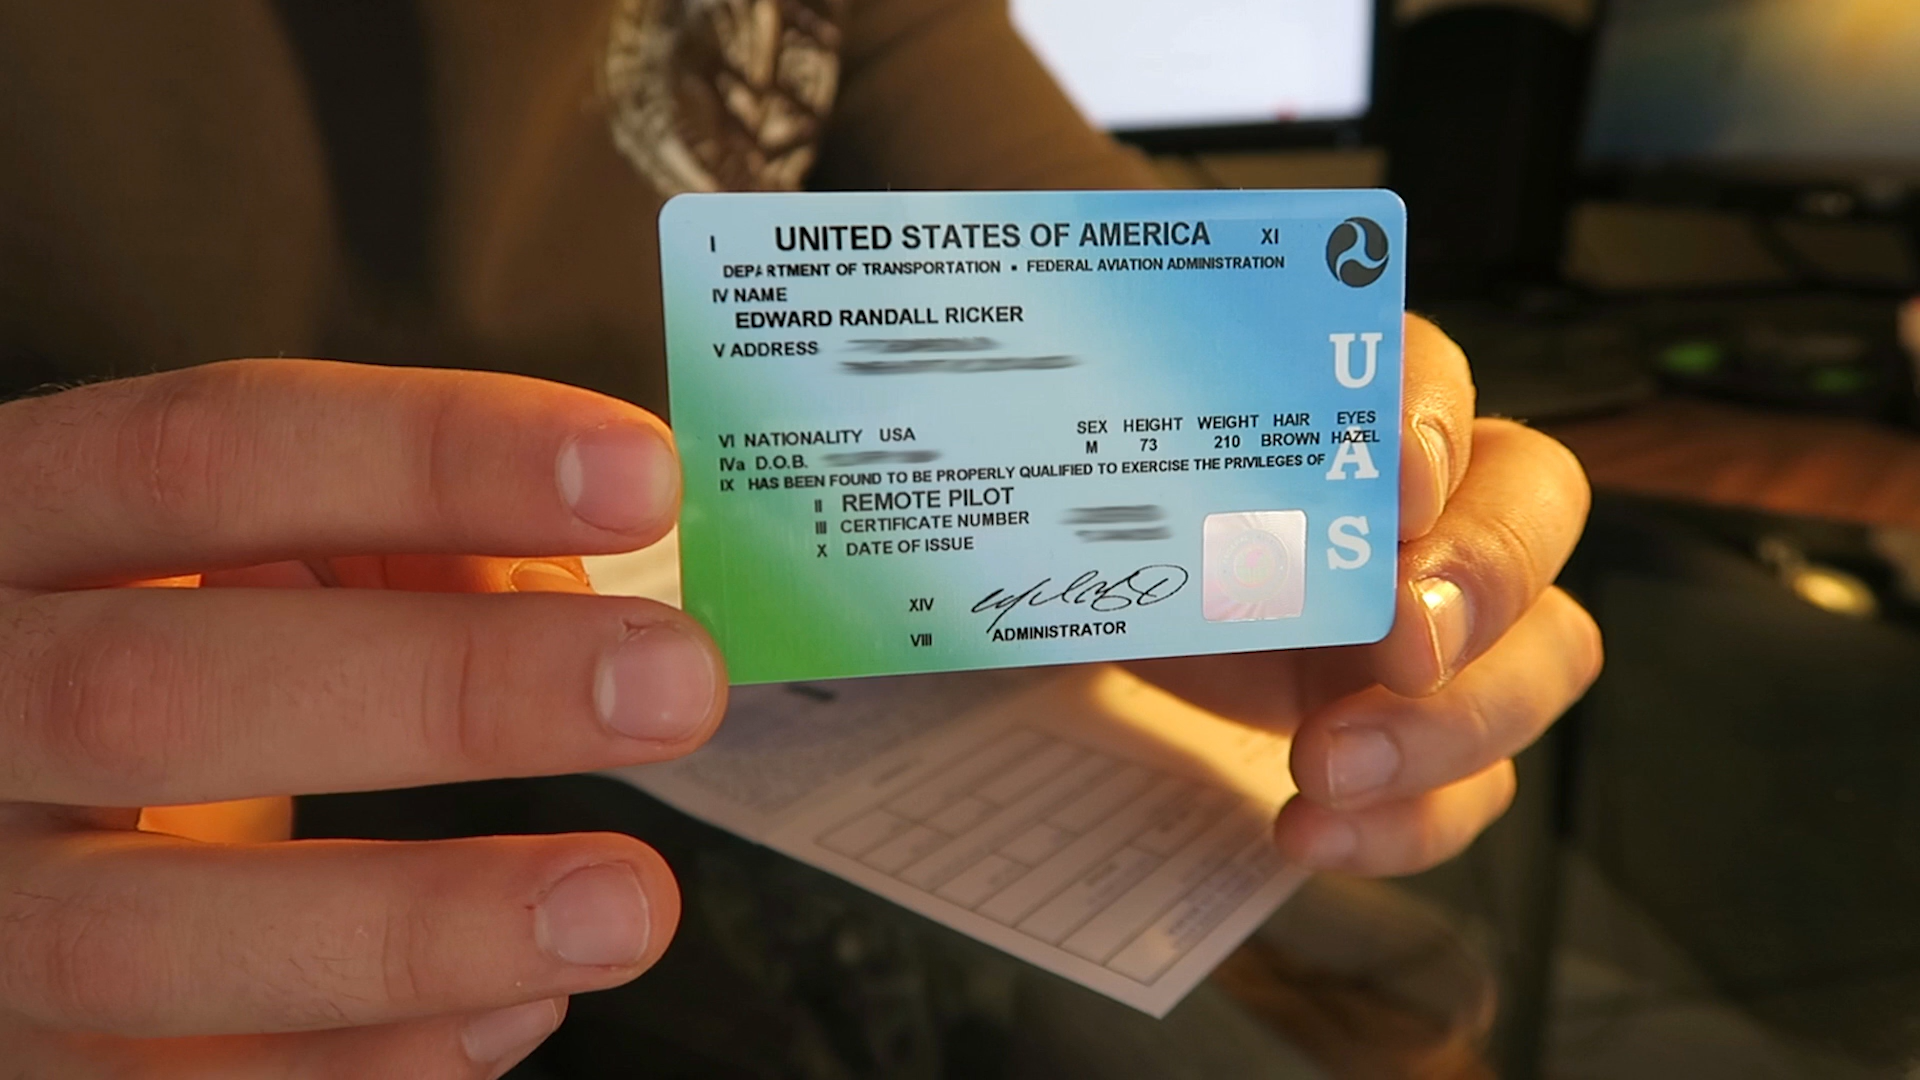 I UNITED STATES OF AMERICA XI
DEPARTMENT OF TRANSPORTATION ▪ FEDERAL AVIATION ADMINISTRATION
IV NAME
EDWARD RANDALL RICKER
V ADDRESS
VI NATIONALITY USA
SEX HEIGHT WEIGHT HAIR EYES
M 73 210 BROWN HAZEL
IVa D.O.B.
IX HAS BEEN FOUND TO BE PROPERLY QUALIFIED TO EXERCISE THE PRIVILEGES OF
II REMOTE PILOT
III CERTIFICATE NUMBER
X DATE OF ISSUE
XIV
VIII ADMINISTRATOR
UAS